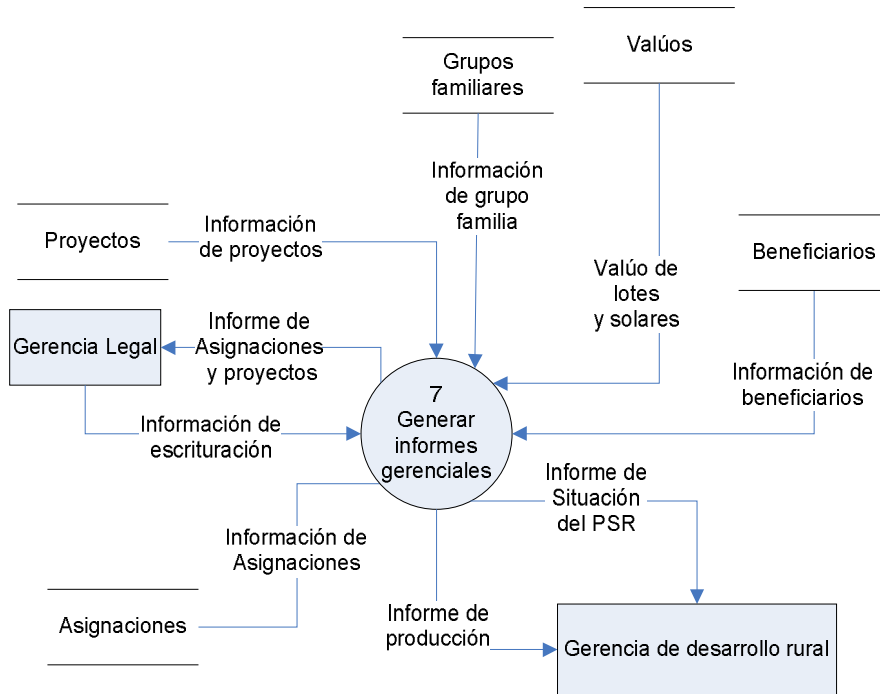 Valúos
Grupos
familiares
Información
de grupo
familia
Proyectos
Información
de proyectos
Beneficiarios
Valúo de
lotes
y solares
Gerencia Legal
Informe de
Asignaciones
y proyectos
Información de
beneficiarios
7
Generar
informes
gerenciales
Información de
escrituración
Informe de
Situación
del PSR
Información de
Asignaciones
Asignaciones
Informe de
producción
Gerencia de desarrollo rural